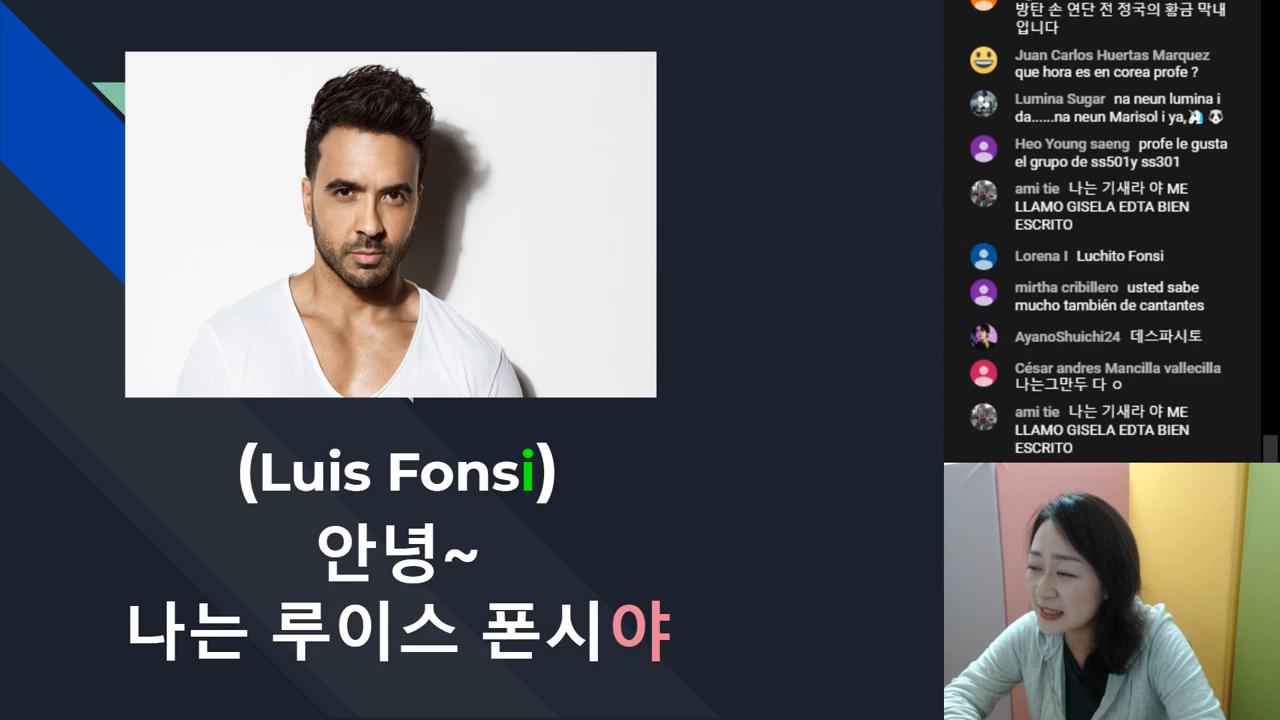 (Luis Fonsi)
안녕~
나는 루이스 폰시야
방탄 손 연단 전 정국의 황금 막내
입니다
Juan Carlos Huertas Marquez
que hora es en corea profe ?
Lumina Sugar na neun lumina i
da......na neun Marisol i ya,
Heo Young saeng profe le gusta
el grupo de ss501y ss301
ami tie 나는 기새라 야 ME
LLAMO GISELA EDTA BIEN
ESCRITO
Lorena I Luchito Fonsi
mirtha cribillero usted sabe
mucho también de cantantes
AyanoShuichi24 데스파시토
César andres Mancilla vallecilla
나는그만두 다 ㅇ
ami tie 나는 기새라 야 ME
LLAMO GISELA EDTA BIEN
ESCRITO